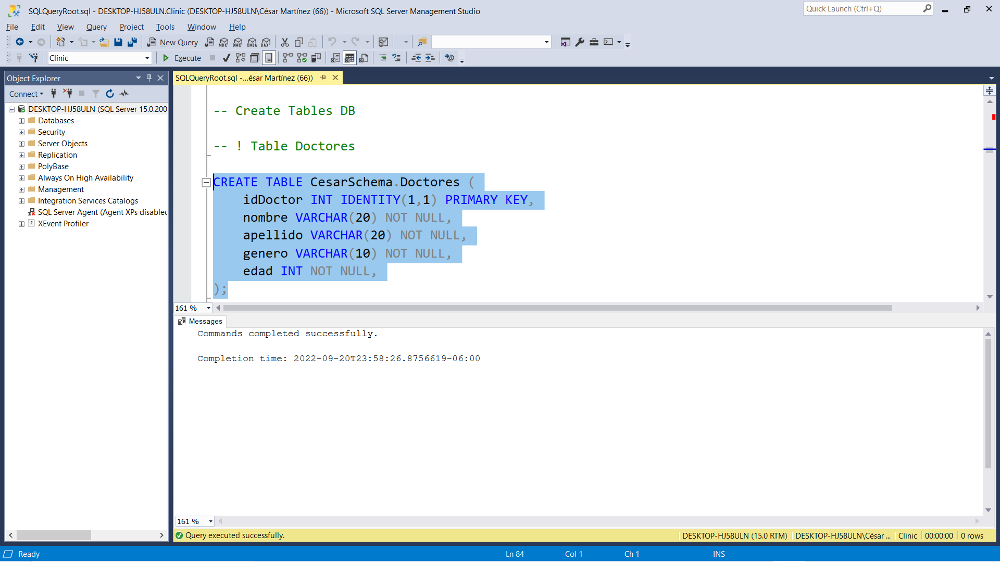 SQLQueryRoot.sql - DESKTOP-HJ58ULN.Clinic (DESKTOP-HJ58ULN\César Martínez (66)) - Microsoft SQL Server Management Studio
Quick Launch (Ctrl+Q)
File Edit View Query Project Tools Window Help
New Query MDX DMX XMLA DAX
Clinic Execute
Object Explorer
SQLQueryRoot.sql -...ésar Martínez (66))
Connect
DESKTOP-HJ58ULN (SQL Server 15.0.200
Databases
Security
Server Objects
Replication
PolyBase
Always On High Availability
Management
Integration Services Catalogs
SQL Server Agent (Agent XPs disabled
XEvent Profiler
-- Create Tables DB
-- ! Table Doctores
CREATE TABLE CesarSchema.Doctores (
idDoctor INT IDENTITY(1,1) PRIMARY KEY,
nombre VARCHAR(20) NOT NULL,
apellido VARCHAR(20) NOT NULL,
genero VARCHAR(10) NOT NULL,
edad INT NOT NULL,
);
161 %
Messages
Commands completed successfully.
Completion time: 2022-09-20T23:58:26.8756619-06:00
161 %
Query executed successfully. DESKTOP-HJ58ULN (15.0 RTM) DESKTOP-HJ58ULN\César ... Clinic 00:00:00 0 rows
Ready Ln 84 Col 1 Ch 1 INS